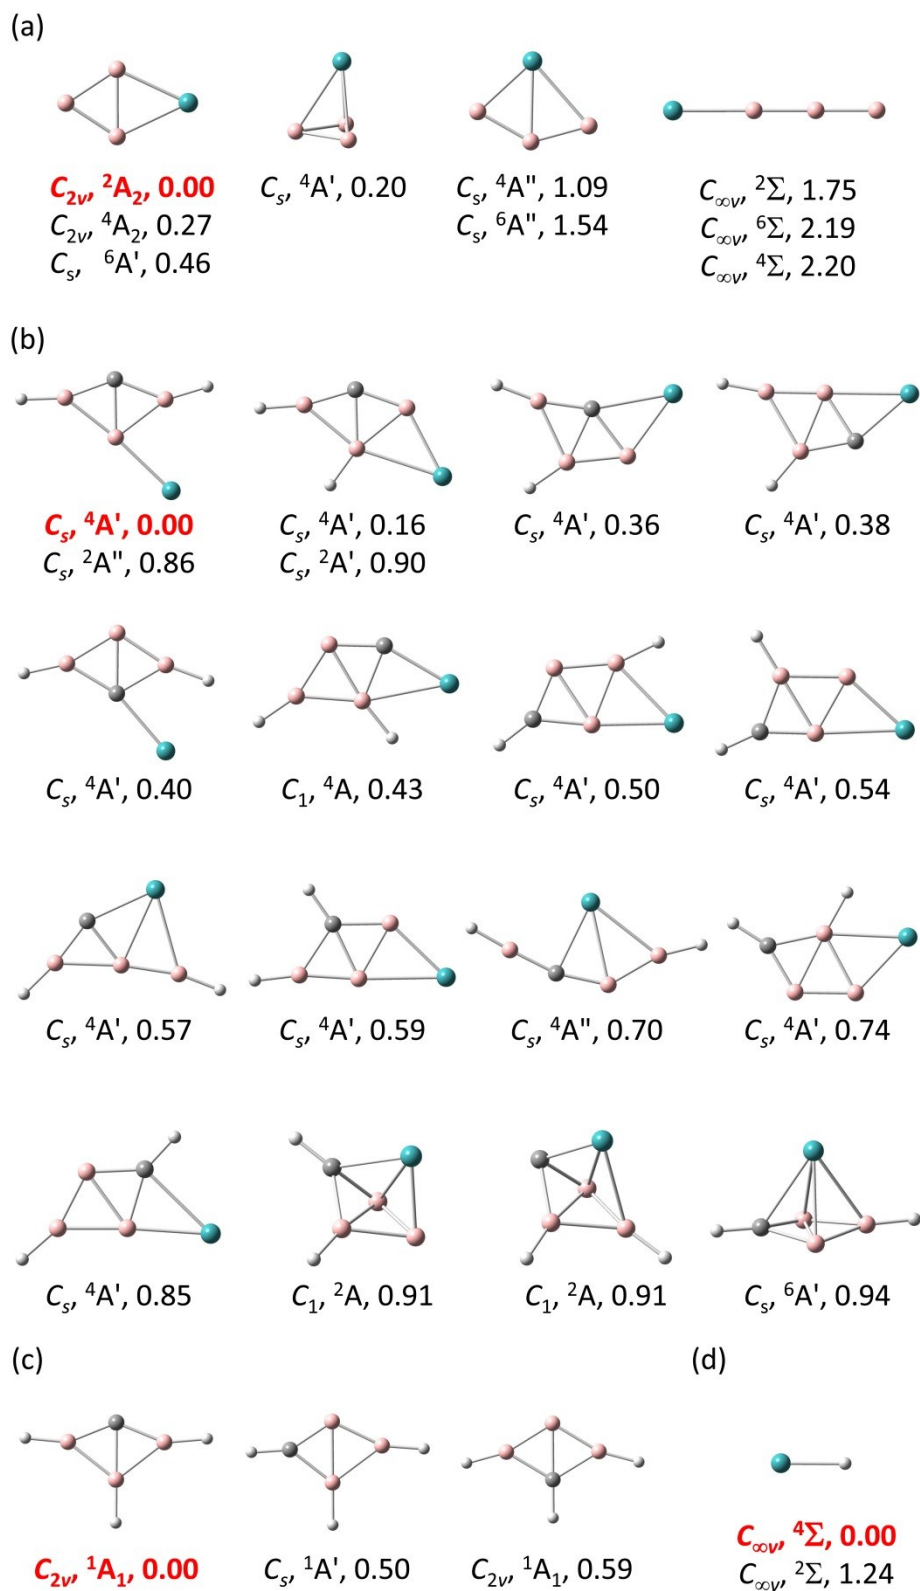 (a)
C2v, ²A₂, 0.00
C2v, ⁴A₂, 0.27
Cs, ⁶A', 0.46
Cs, ⁴A', 0.20
Cs, ⁴A", 1.09
Cs, ⁶A", 1.54
C∞v, ²Σ, 1.75
C∞v, ⁶Σ, 2.19
C∞v, ⁴Σ, 2.20
(b)
Cs, ⁴A', 0.00
Cs, ²A", 0.86
Cs, ⁴A', 0.16
Cs, ²A', 0.90
Cs, ⁴A', 0.36
Cs, ⁴A', 0.38
Cs, ⁴A', 0.40
C₁, ⁴A, 0.43
Cs, ⁴A', 0.50
Cs, ⁴A', 0.54
Cs, ⁴A', 0.57
Cs, ⁴A', 0.59
Cs, ⁴A", 0.70
Cs, ⁴A', 0.74
Cs, ⁴A', 0.85
C₁, ²A, 0.91
C₁, ²A, 0.91
Cs, ⁶A', 0.94
(c)
C2v, ¹A₁, 0.00
Cs, ¹A', 0.50
C2v, ¹A₁, 0.59
(d)
C∞v, ⁴Σ, 0.00
C∞v, ²Σ, 1.24